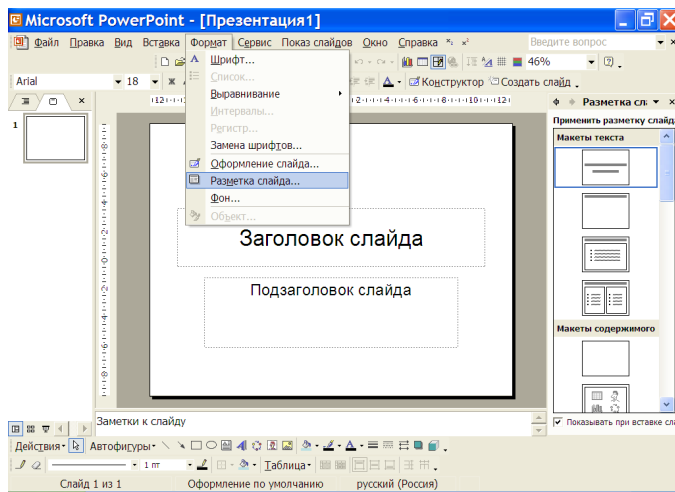 Microsoft PowerPoint - [Презентация1]
Файл Правка Вид Вставка Формат Сервис Показ слайдов Окно Справка x₂ x² Введите вопрос
46%
Arial 18 Ж Конструктор Создать слайд
Шрифт...
Список...
Выравнивание
Интервалы...
Регистр...
Замена шрифтов...
Оформление слайда...
Разметка слайда...
Фон...
Объект...
Разметка сл
Применить разметку слайд
Макеты текста
Макеты содержимого
Показывать при вставке сла
1
Заголовок слайда
Подзаголовок слайда
Заметки к слайду
Действия Автофигуры
1 пт Таблица
Слайд 1 из 1 Оформление по умолчанию русский (Россия)